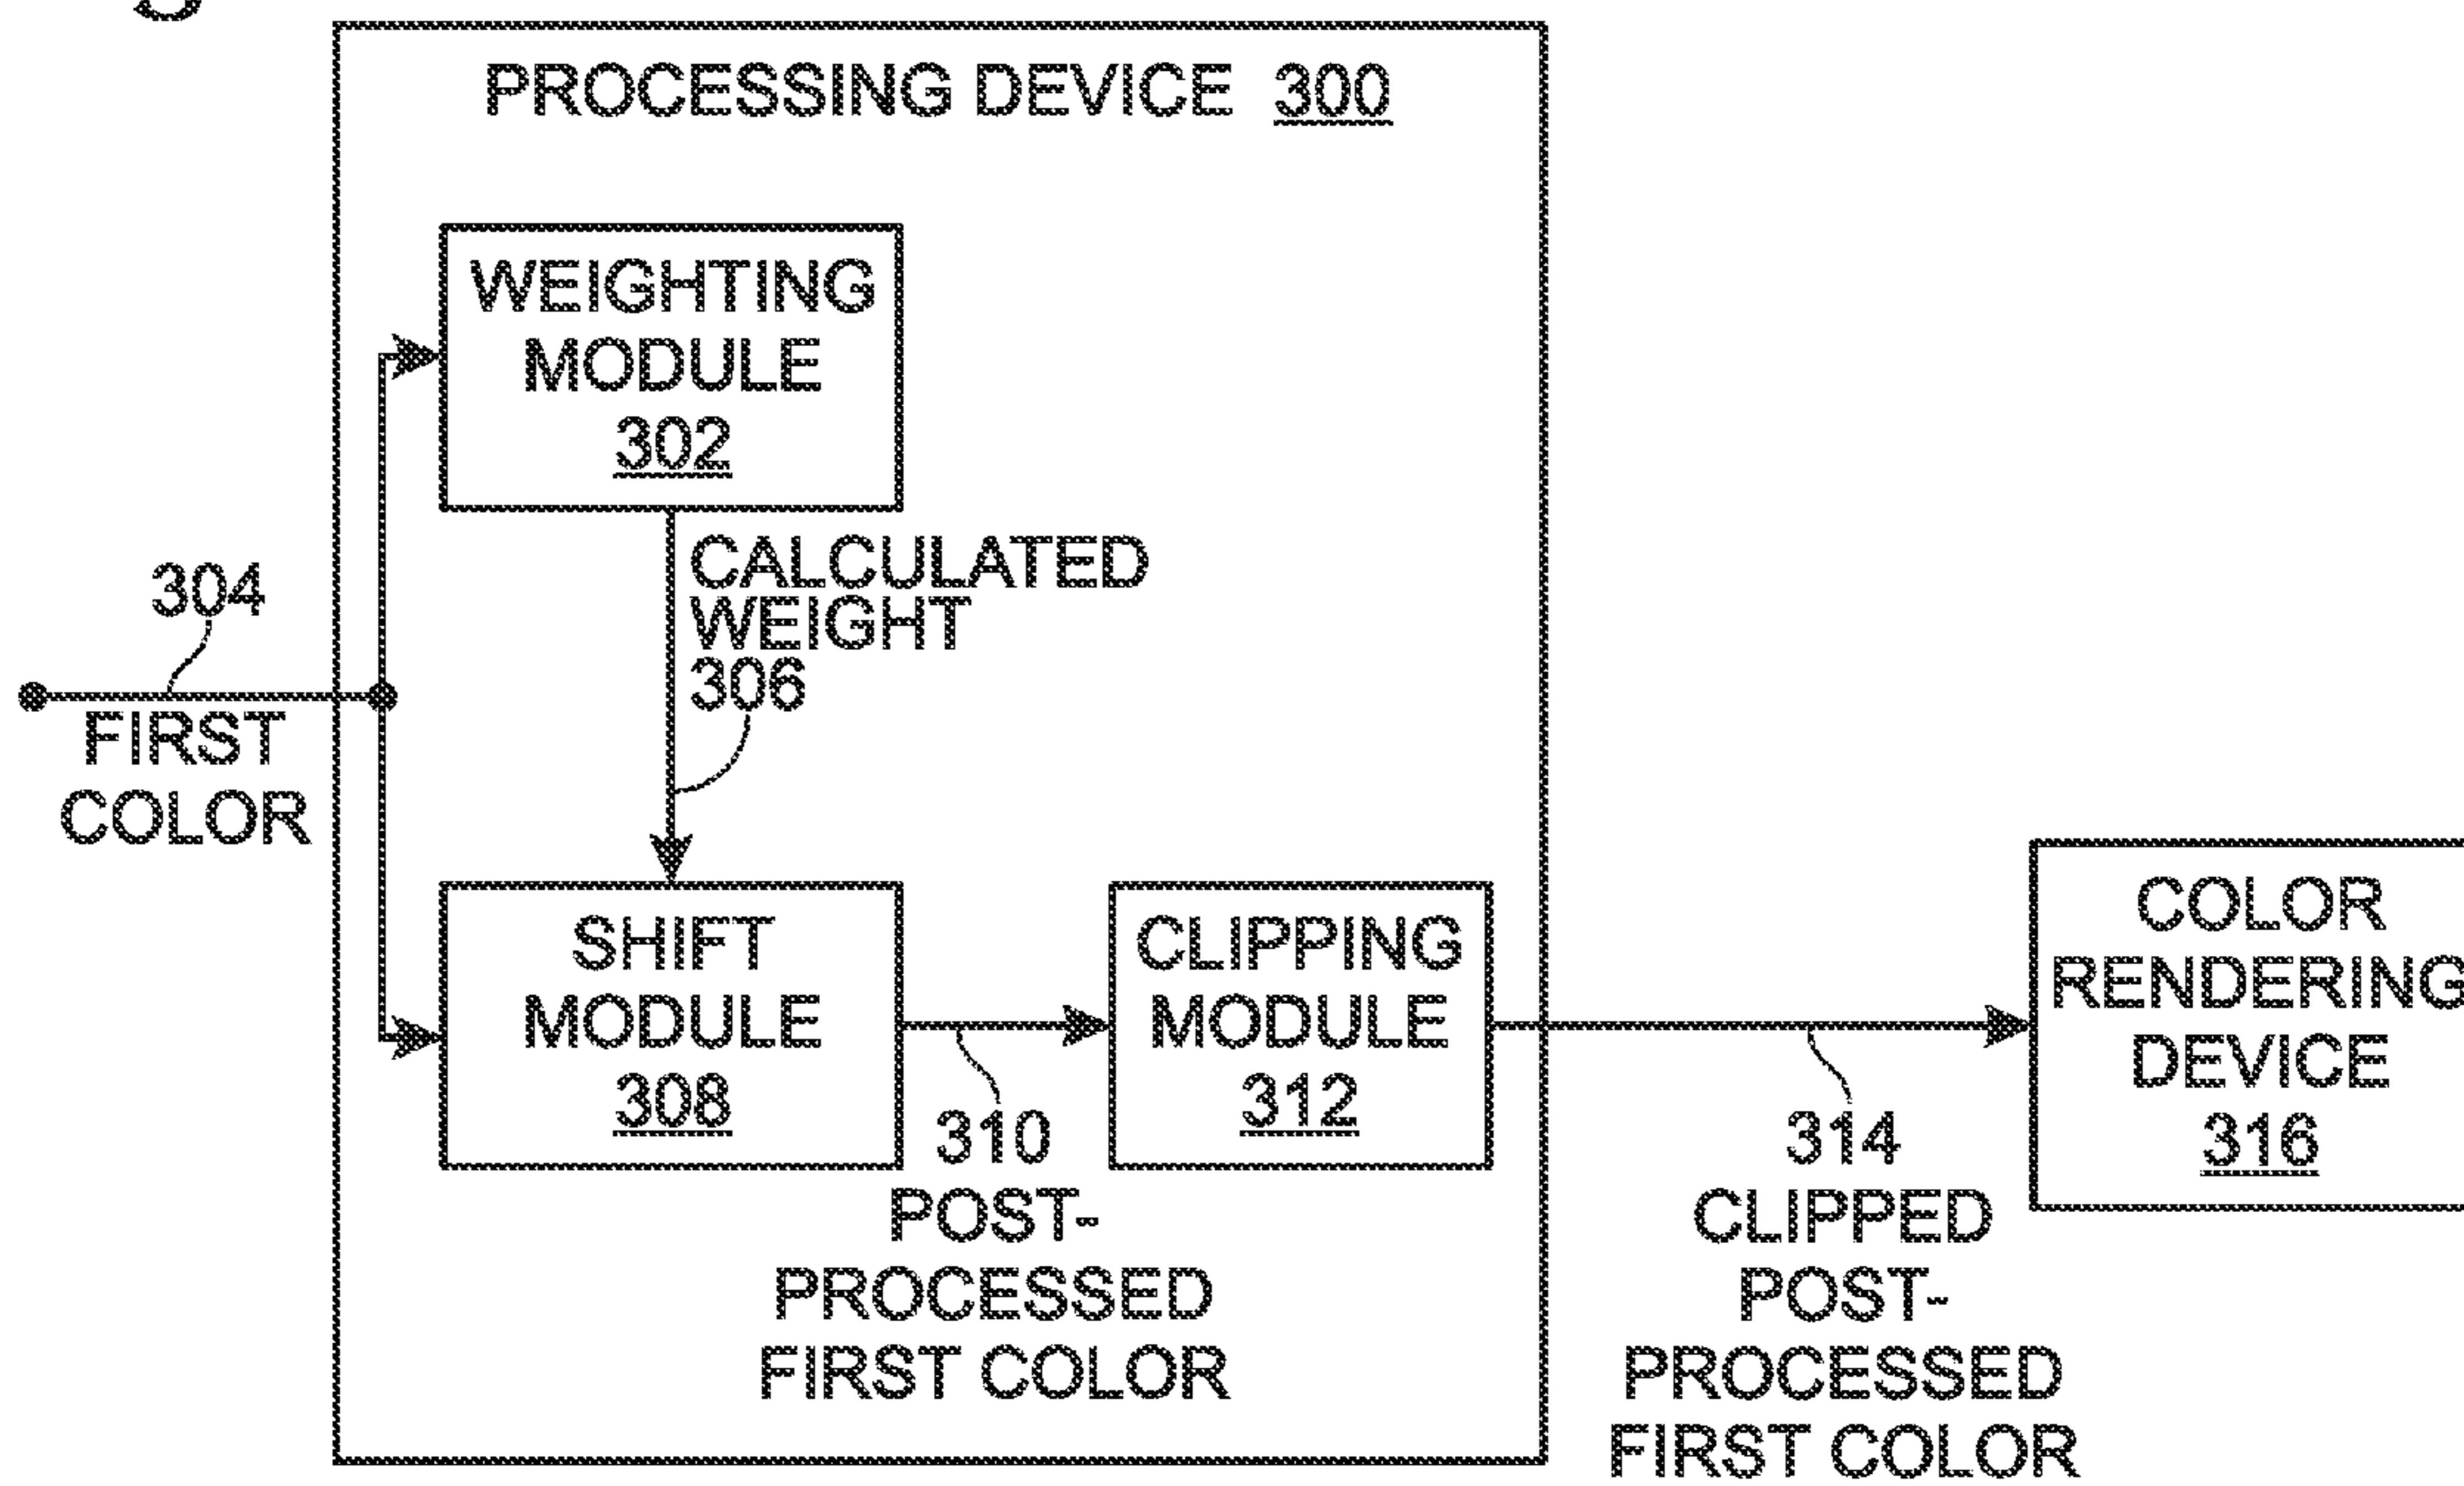 PROCESSING DEVICE 300
WEIGHTING
MODULE
302
CALCULATED
WEIGHT
306
304
FIRST
COLOR
SHIFT
MODULE
308
310
POST-
PROCESSED
FIRST COLOR
CLIPPING
MODULE
312
314
CLIPPED
POST-
PROCESSED
FIRST COLOR
COLOR
RENDERING
DEVICE
316